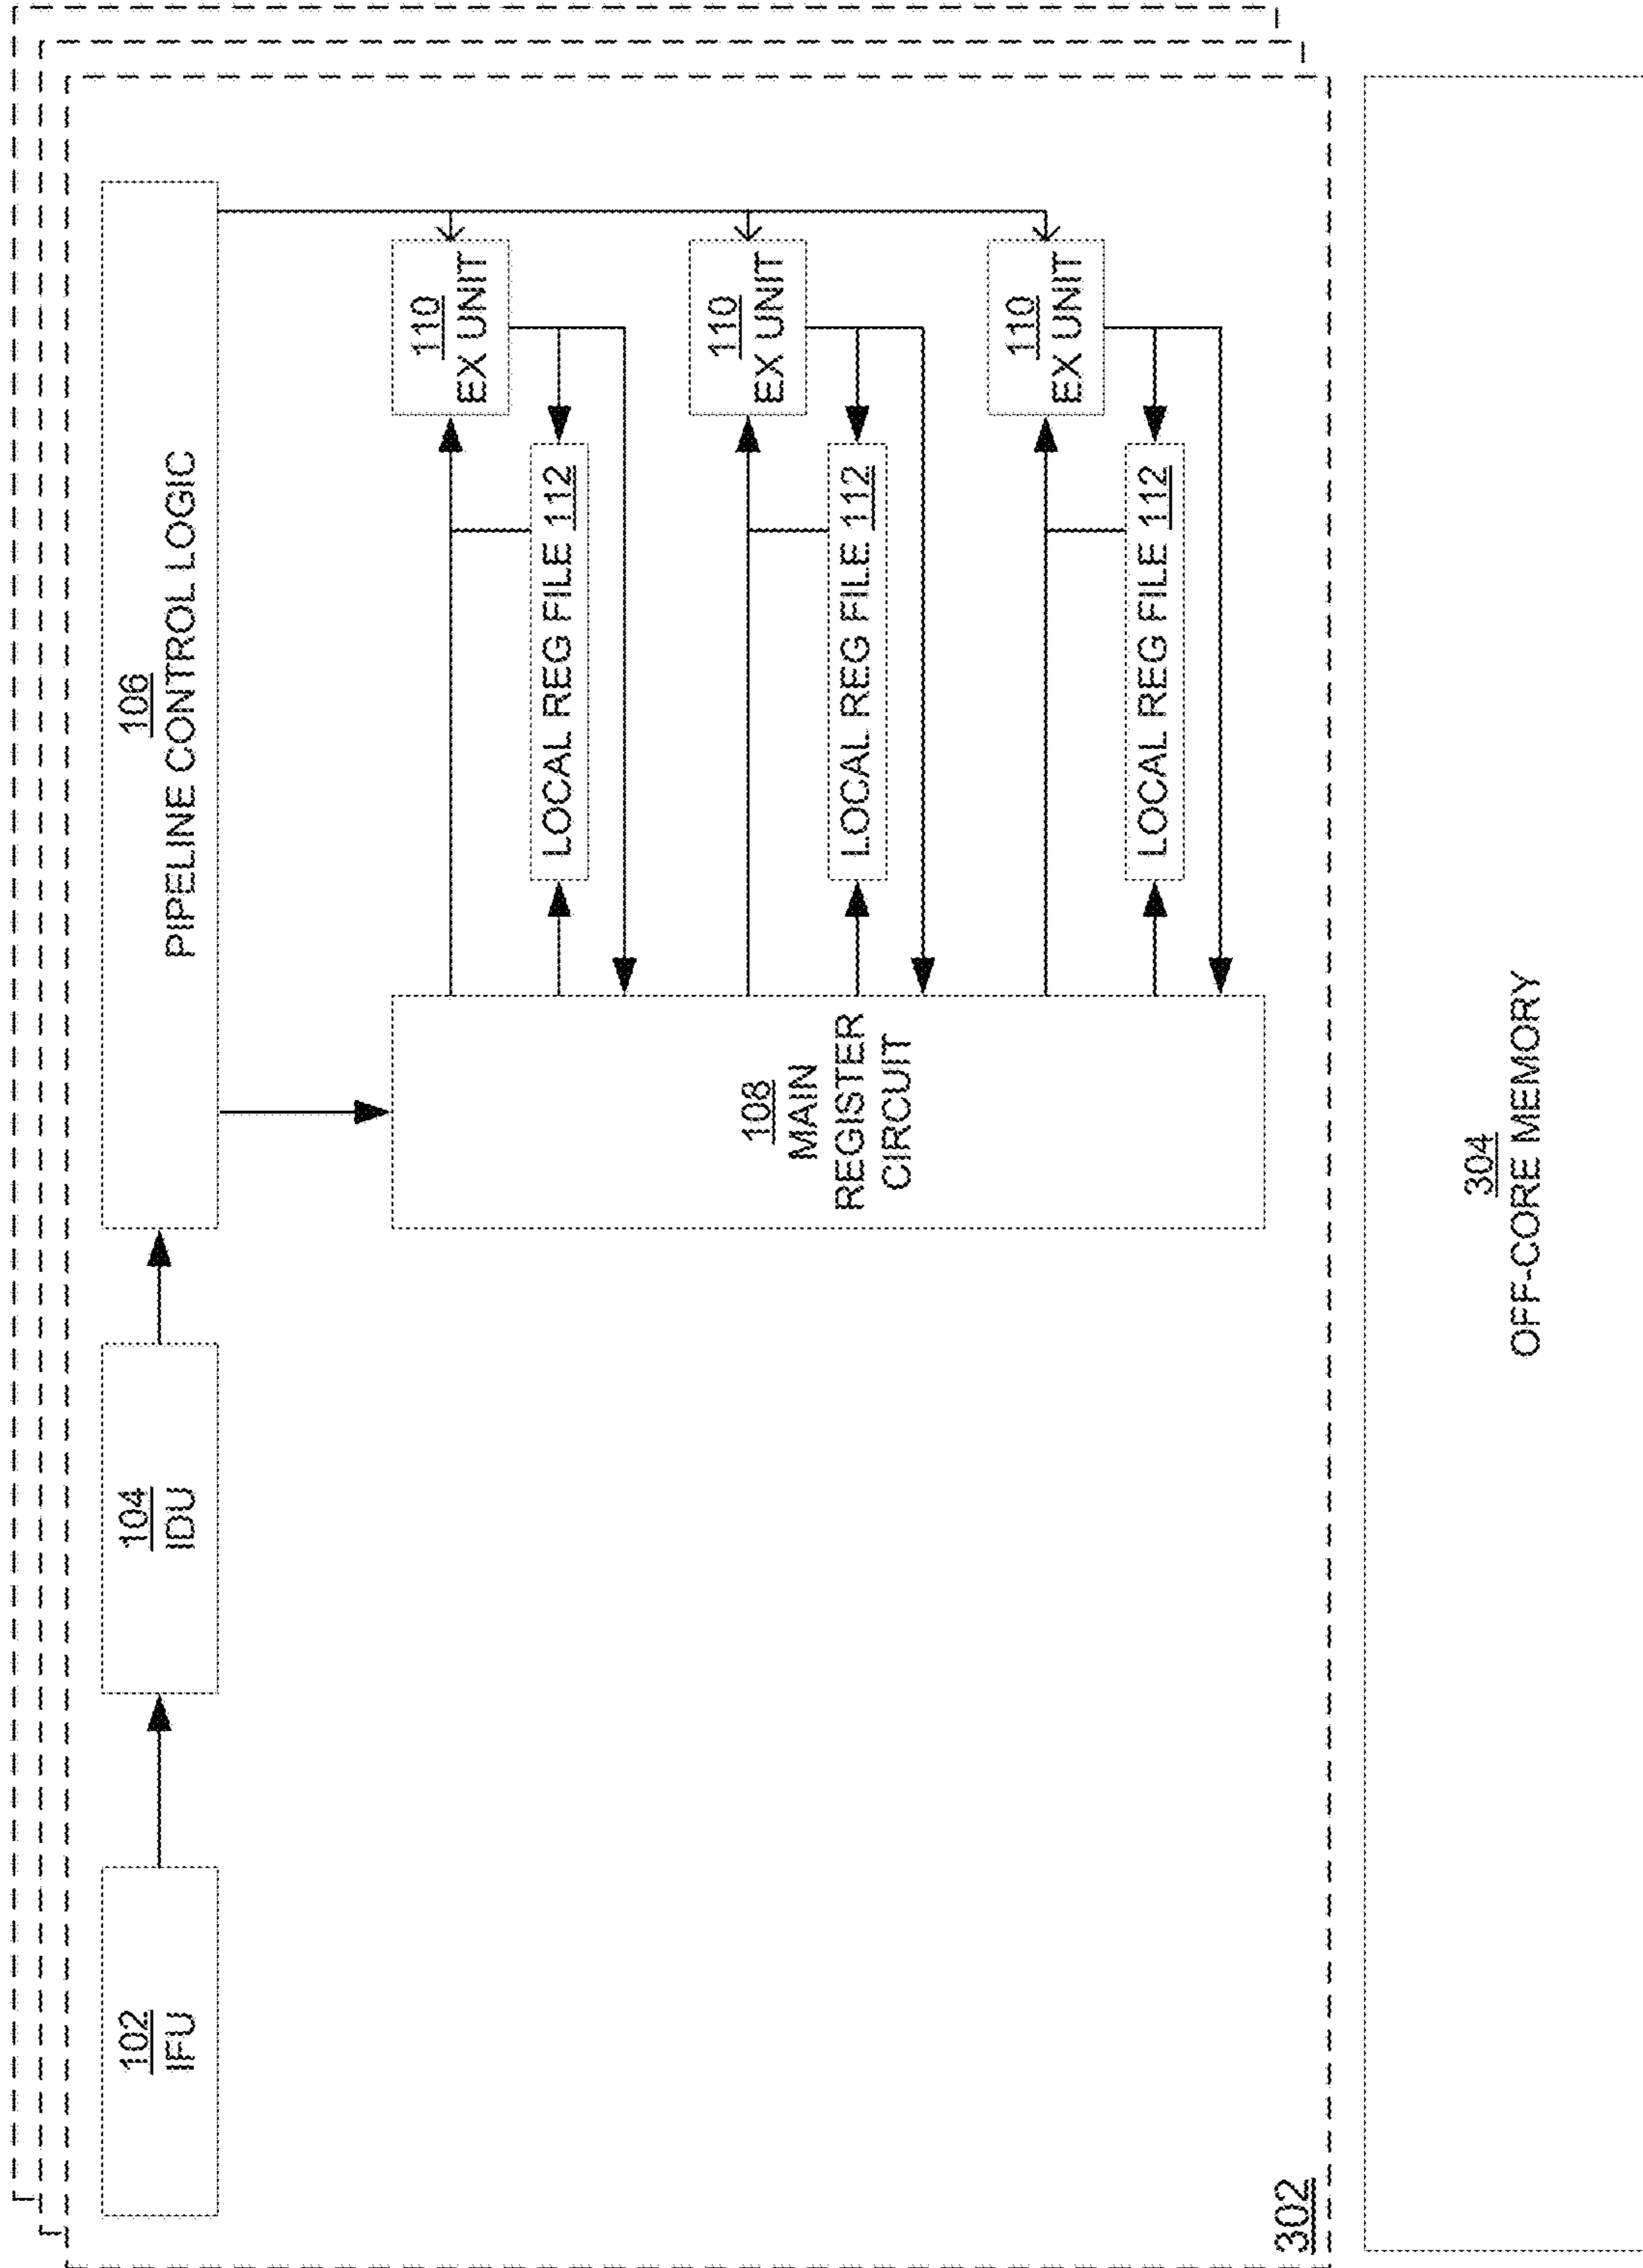 102
IFU
104
IDU
106
PIPELINE CONTROL LOGIC
108
MAIN
REGISTER
CIRCUIT
110
EX UNIT
LOCAL REG FILE 112
110
EX UNIT
LOCAL REG FILE 112
110
EX UNIT
LOCAL REG FILE 112
302
304
OFF-CORE MEMORY